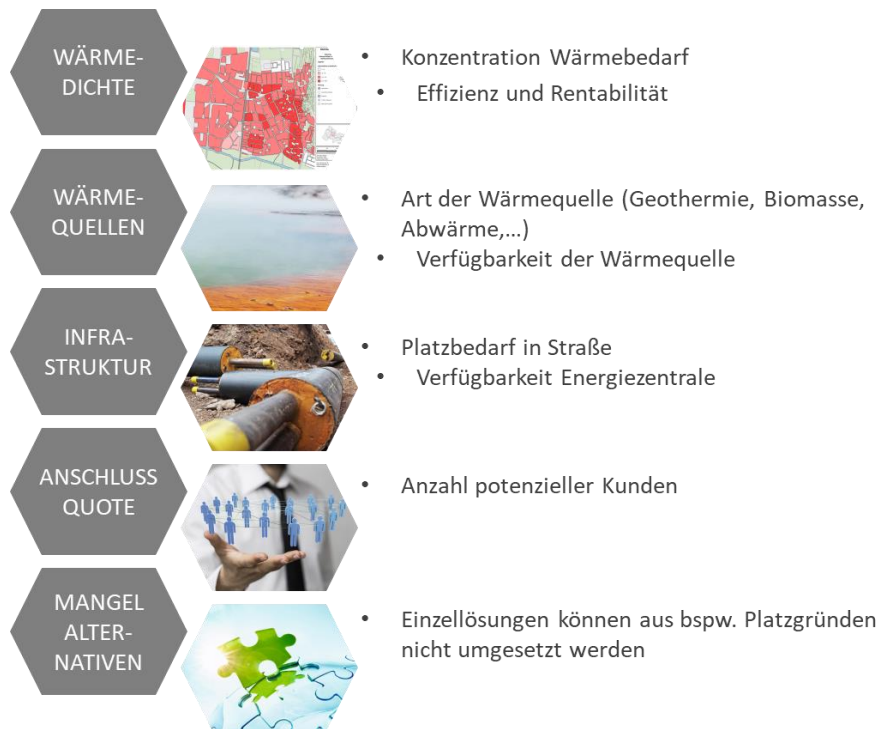 WÄRME-
DICHTE
• Konzentration Wärmebedarf
• Effizienz und Rentabilität
WÄRME-
QUELLEN
• Art der Wärmequelle (Geothermie, Biomasse,
Abwärme,...)
• Verfügbarkeit der Wärmequelle
INFRA-
STRUKTUR
• Platzbedarf in Straße
• Verfügbarkeit Energiezentrale
ANSCHLUSS
QUOTE
• Anzahl potenzieller Kunden
MANGEL
ALTER-
NATIVEN
• Einzellösungen können aus bspw. Platzgründen
nicht umgesetzt werden